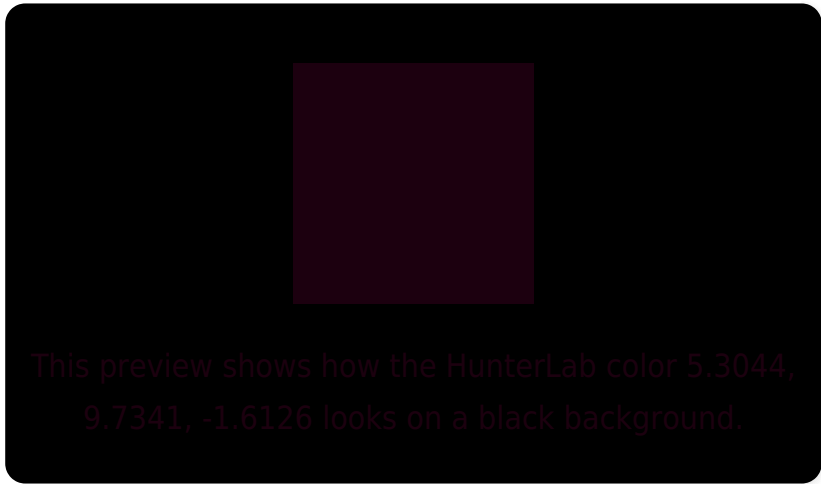 This preview shows how the HunterLab color 5.3044,
9.7341, -1.6126 looks on a black background.